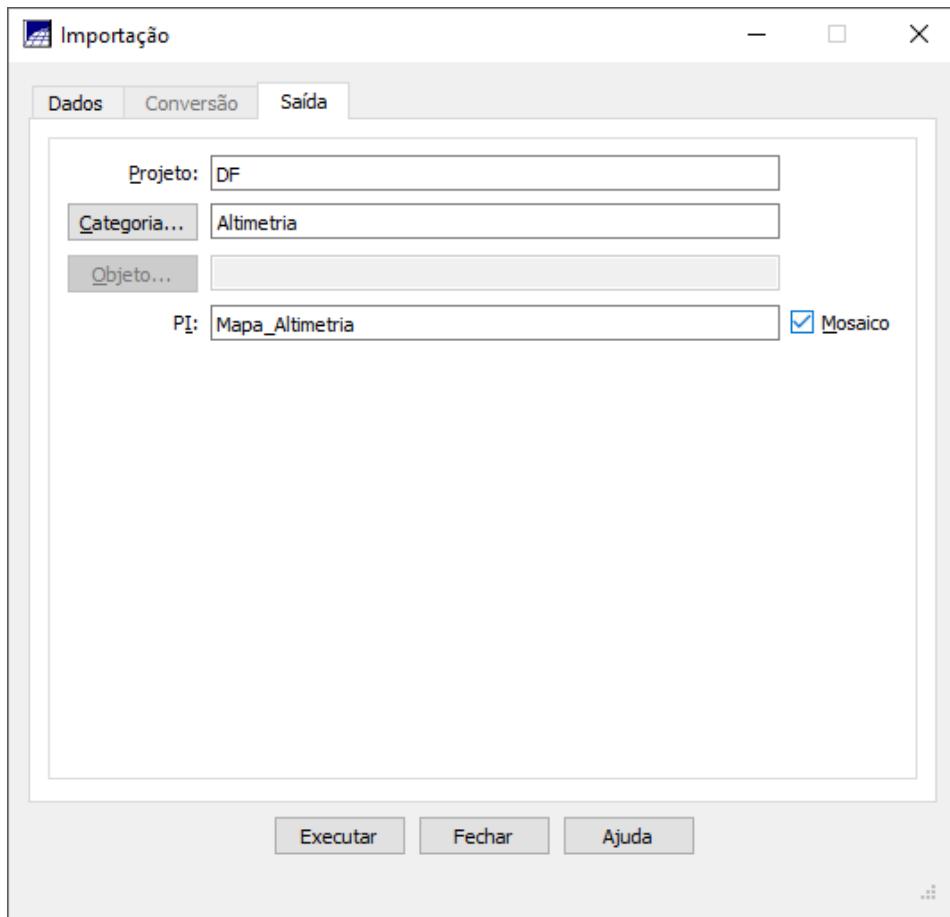 Importação
Dados Conversão Saída
Projeto: DF
Categoria... Altimetria
Objeto...
PI: Mapa_Altimetria Mosaico
Executar Fechar Ajuda